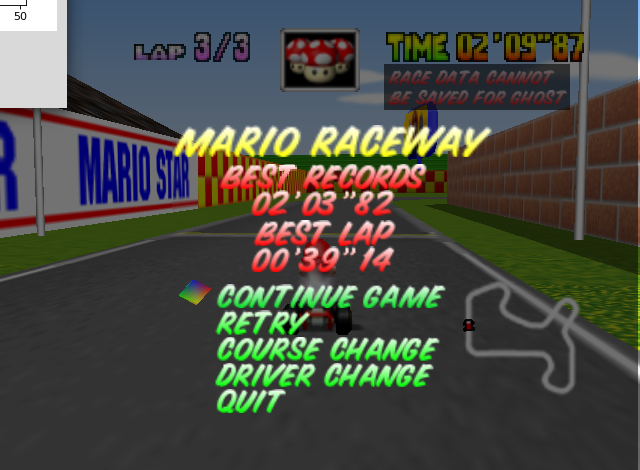 50
LAP 3/3
TIME 02'09"87
RACE DATA CANNOT
BE SAVED FOR GHOST
MARIO STAR
R
MARIO RACEWAY
BEST RECORDS
02'03"82
BEST LAP
00'39"14
CONTINUE GAME
RETRY
COURSE CHANGE
DRIVER CHANGE
QUIT